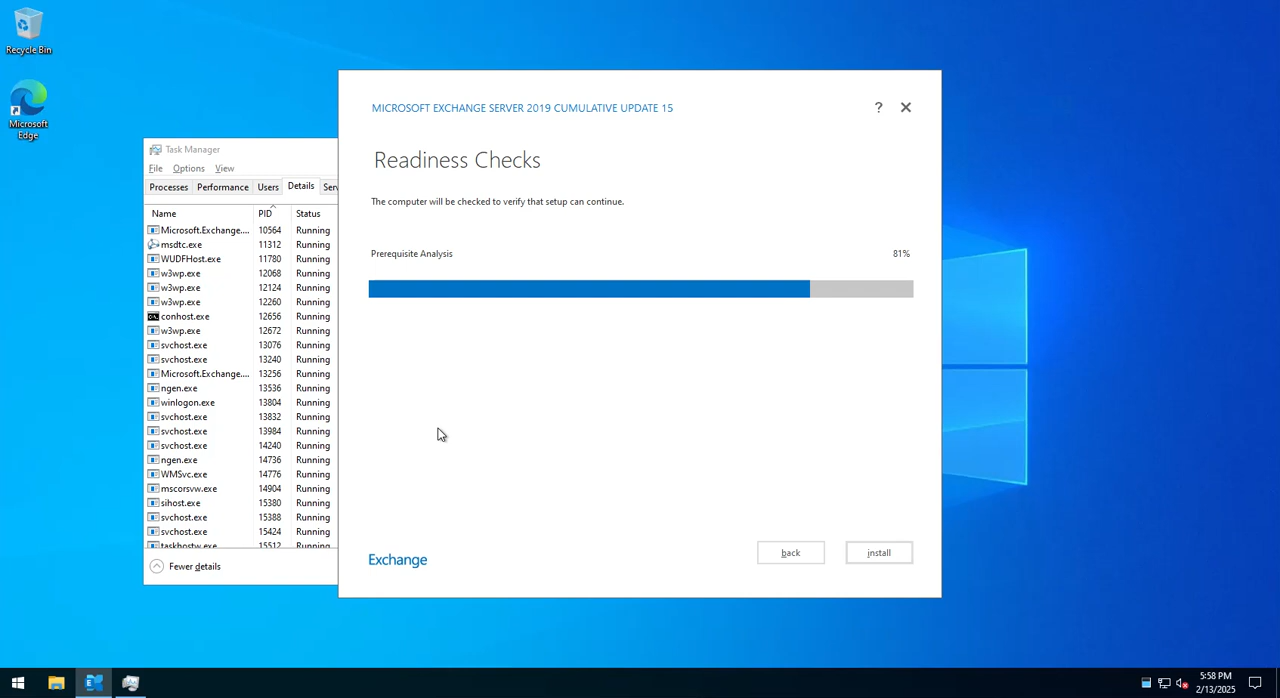 Recycle Bin
Microsoft
Edge
Task Manager
File Options View
Processes Performance Users Details
Name PID Status
Microsoft.Exchange.... 10564 Running
msdtc.exe 11312 Running
WUDFHost.exe 11780 Running
w3wp.exe 12068 Running
w3wp.exe 12124 Running
w3wp.exe 12260 Running
conhost.exe 12656 Running
w3wp.exe 12672 Running
svchost.exe 13076 Running
svchost.exe 13240 Running
Microsoft.Exchange.... 13256 Running
ngen.exe 13536 Running
winlogon.exe 13804 Running
svchost.exe 13832 Running
svchost.exe 13984 Running
svchost.exe 14240 Running
ngen.exe 14736 Running
WMSvc.exe 14776 Running
mscorsvw.exe 14904 Running
sihost.exe 15380 Running
svchost.exe 15388 Running
svchost.exe 15424 Running
taskhostw.exe 15512 Running
Fewer details
MICROSOFT EXCHANGE SERVER 2019 CUMULATIVE UPDATE 15
?
Readiness Checks
The computer will be checked to verify that setup can continue.
Prerequisite Analysis 81%
Exchange
back install
5:58 PM
2/13/2025